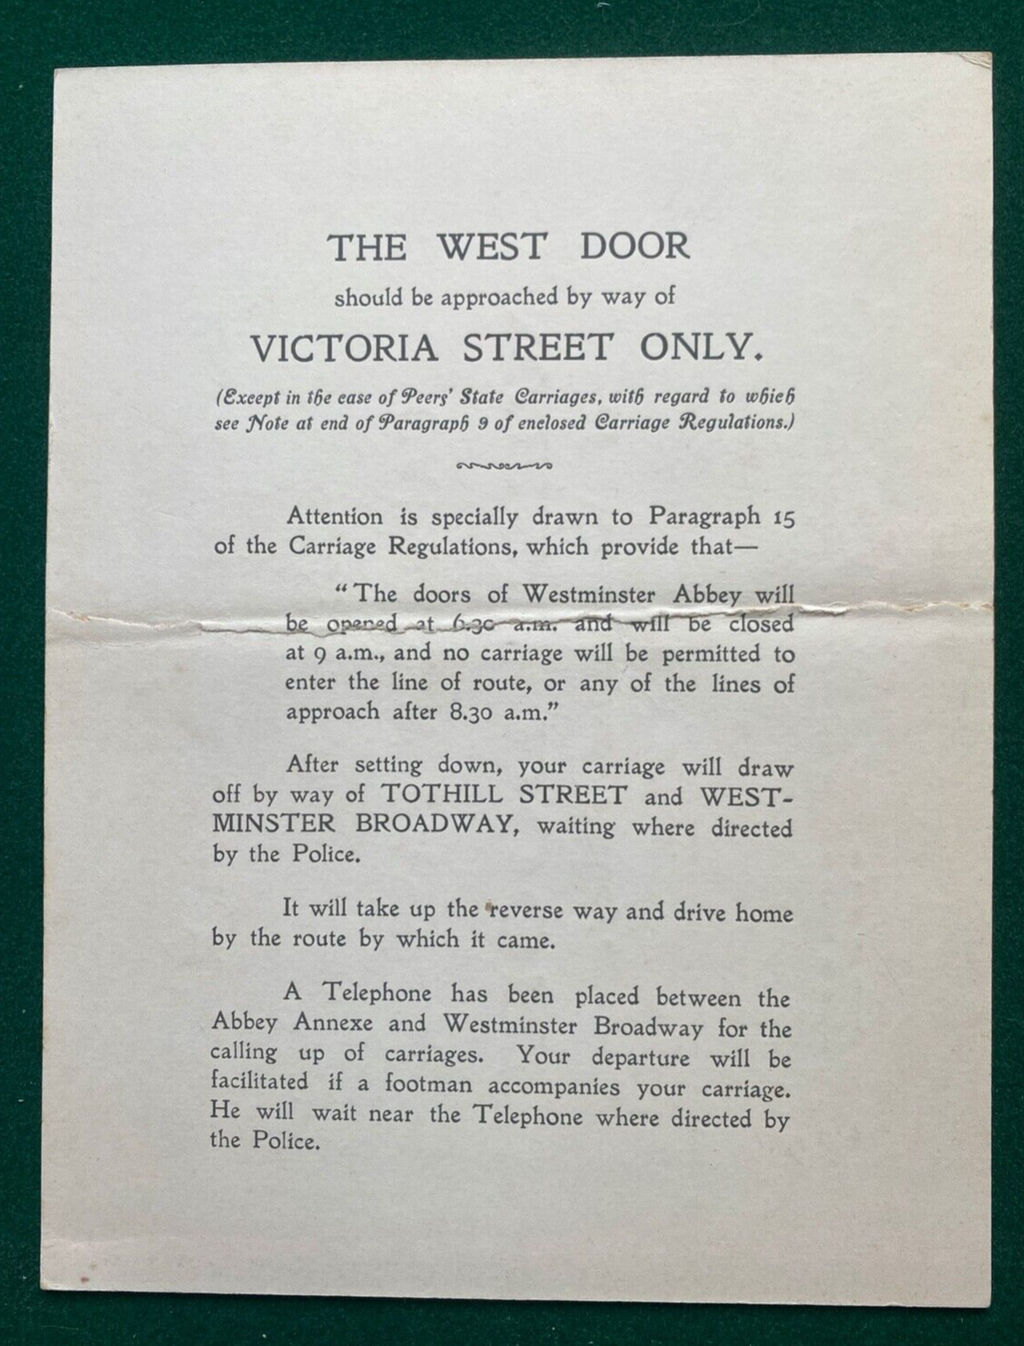 THE WEST DOOR
should be approached by way of
VICTORIA STREET ONLY.
(Except in the case of Peers' State Carriages, with regard to which
see Note at end of Paragraph 9 of enclosed Carriage Regulations.)
Attention is specially drawn to Paragraph 15
of the Carriage Regulations, which provide that—
“The doors of Westminster Abbey will
be opened at 6.30 a.m. and will be closed
at 9 a.m., and no carriage will be permitted to
enter the line of route, or any of the lines of
approach after 8.30 a.m.”
After setting down, your carriage will draw
off by way of TOTHILL STREET and WEST-
MINSTER BROADWAY, waiting where directed
by the Police.
It will take up the reverse way and drive home
by the route by which it came.
A Telephone has been placed between the
Abbey Annexe and Westminster Broadway for the
calling up of carriages. Your departure will be
facilitated if a footman accompanies your carriage.
He will wait near the Telephone where directed by
the Police.